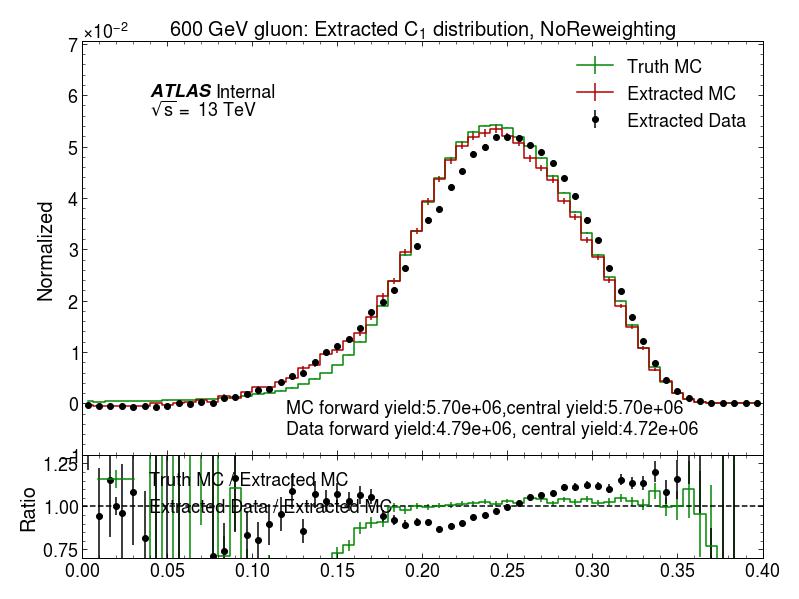 ×10−2
600 GeV gluon: Extracted C1 distribution, NoReweighting
7
6
5
4
3
2
1
0
1
Normalized
ATLAS Internal
√s = 13 TeV
Truth MC
Extracted MC
Extracted Data
MC forward yield:5.70e+06,central yield:5.70e+06
Data forward yield:4.79e+06, central yield:4.72e+06
1.25
1.00
0.75
Ratio
Truth MC / Extracted MC
Extracted Data / Extracted MC
0.00 0.05 0.10 0.15 0.20 0.25 0.30 0.35 0.40